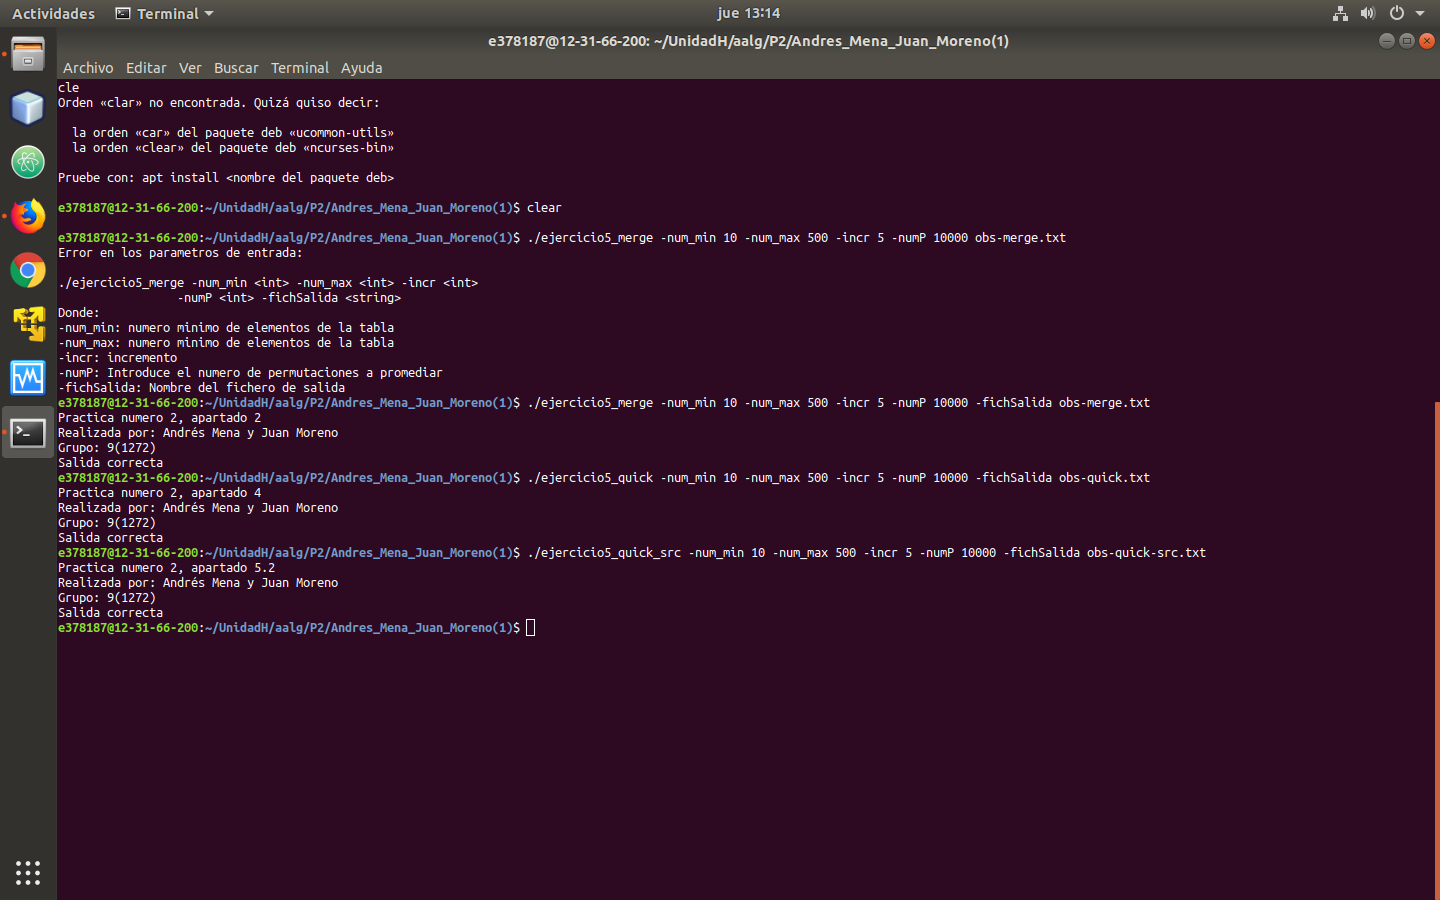 Actividades
Terminal
jue 13:14
e378187@12-31-66-200: ~/UnidadH/aalg/P2/Andres_Mena_Juan_Moreno(1)
Archivo Editar Ver Buscar Terminal Ayuda
cle
Orden «clar» no encontrada. Quizá quiso decir:
la orden «car» del paquete deb «ucommon-utils»
la orden «clear» del paquete deb «ncurses-bin»
Pruebe con: apt install <nombre del paquete deb>
e378187@12-31-66-200:~/UnidadH/aalg/P2/Andres_Mena_Juan_Moreno(1)$ clear
e378187@12-31-66-200:~/UnidadH/aalg/P2/Andres_Mena_Juan_Moreno(1)$ ./ejercicio5_merge -num_min 10 -num_max 500 -incr 5 -numP 10000 obs-merge.txt
Error en los parametros de entrada:
./ejercicio5_merge -num_min <int> -num_max <int> -incr <int>
-numP <int> -fichSalida <string>
Donde:
-num_min: numero minimo de elementos de la tabla
-num_max: numero minimo de elementos de la tabla
-incr: incremento
-numP: Introduce el numero de permutaciones a promediar
-fichSalida: Nombre del fichero de salida
e378187@12-31-66-200:~/UnidadH/aalg/P2/Andres_Mena_Juan_Moreno(1)$ ./ejercicio5_merge -num_min 10 -num_max 500 -incr 5 -numP 10000 -fichSalida obs-merge.txt
Practica numero 2, apartado 2
Realizada por: Andrés Mena y Juan Moreno
Grupo: 9(1272)
Salida correcta
e378187@12-31-66-200:~/UnidadH/aalg/P2/Andres_Mena_Juan_Moreno(1)$ ./ejercicio5_quick -num_min 10 -num_max 500 -incr 5 -numP 10000 -fichSalida obs-quick.txt
Practica numero 2, apartado 4
Realizada por: Andrés Mena y Juan Moreno
Grupo: 9(1272)
Salida correcta
e378187@12-31-66-200:~/UnidadH/aalg/P2/Andres_Mena_Juan_Moreno(1)$ ./ejercicio5_quick_src -num_min 10 -num_max 500 -incr 5 -numP 10000 -fichSalida obs-quick-src.txt
Practica numero 2, apartado 5.2
Realizada por: Andrés Mena y Juan Moreno
Grupo: 9(1272)
Salida correcta
e378187@12-31-66-200:~/UnidadH/aalg/P2/Andres_Mena_Juan_Moreno(1)$